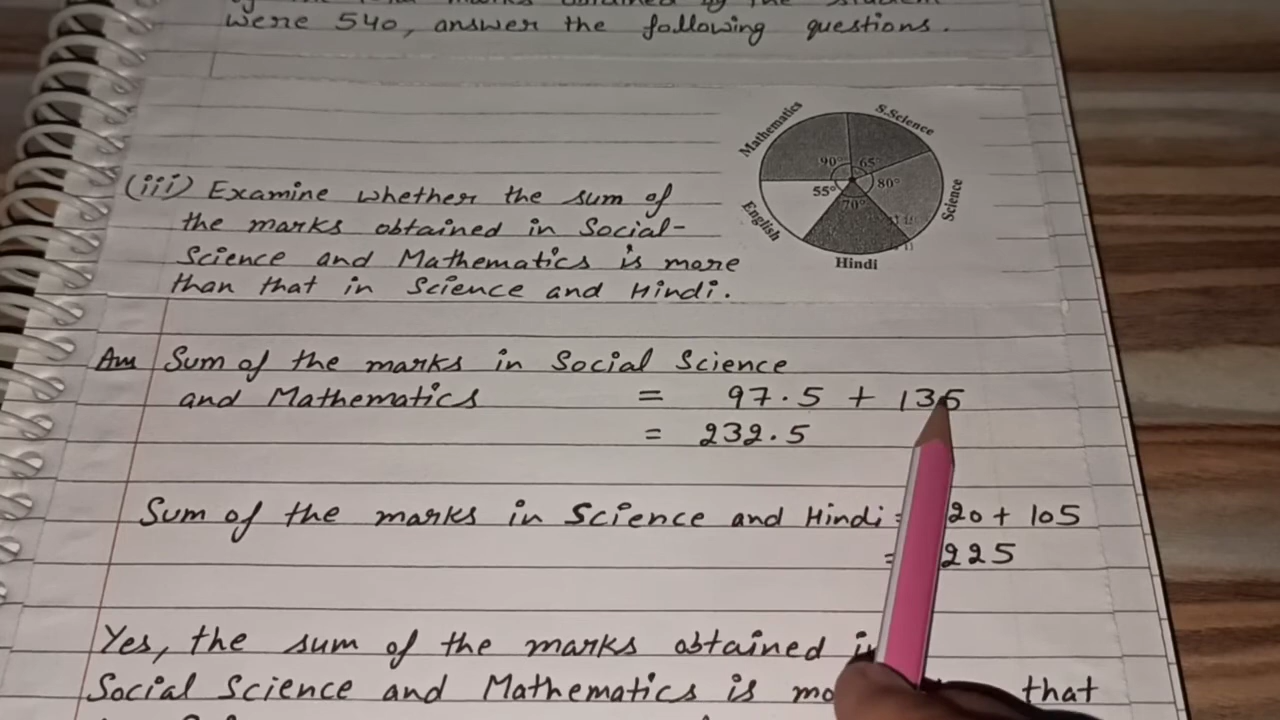 were 540, answer the following questions.
Mathematics
S.Science
90° 65°
80°
55°
70°
English
Science
Hindi
(iii) Examine whether the sum of
the marks obtained in Social-
Science and Mathematics is more
than that in Science and Hindi.
Ans Sum of the marks in Social Science
and Mathematics = 97.5 + 135
= 232.5
Sum of the marks in Science and Hindi = 20 + 105
= 225
Yes, the sum of the marks obtained
Social Science and Mathematics is that